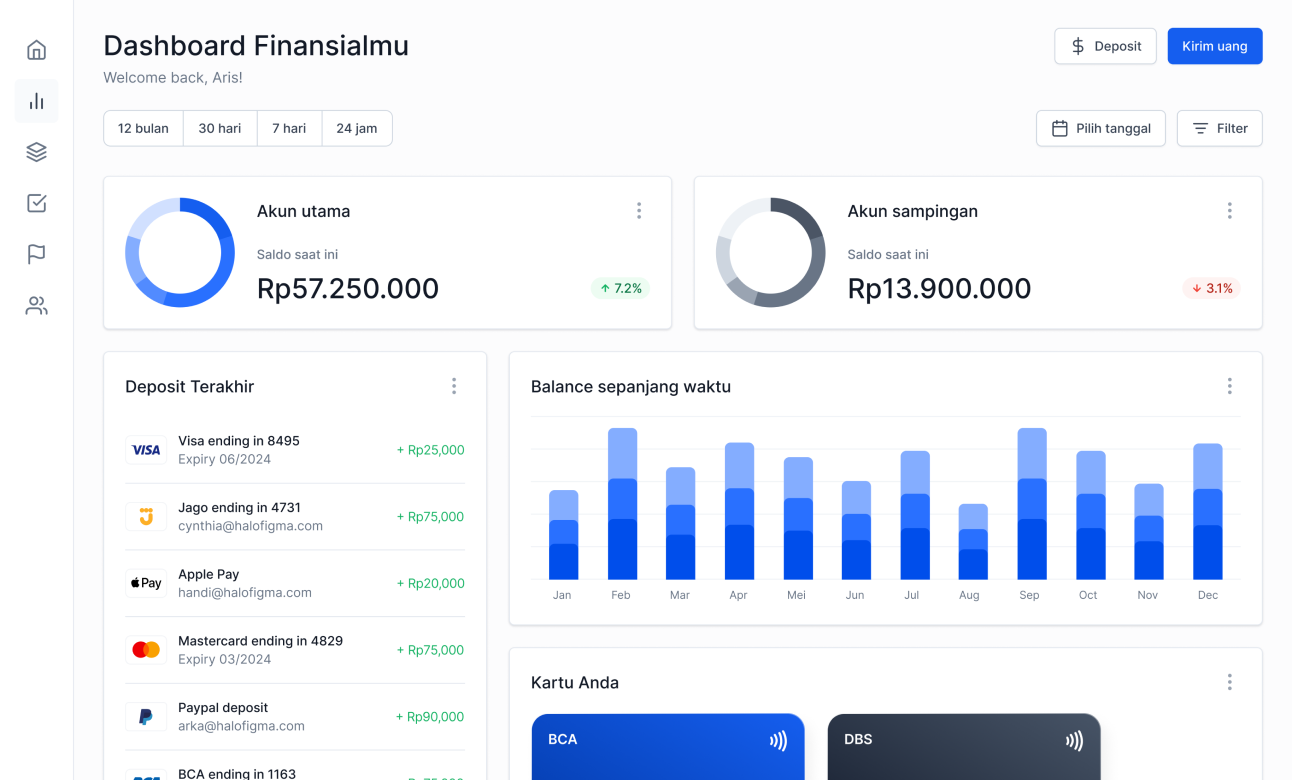 Dashboard Finansialmu
Welcome back, Aris!
Deposit
Kirim uang
12 bulan
30 hari
7 hari
24 jam
Pilih tanggal
Filter
Akun utama
Saldo saat ini
Rp57.250.000
7.2%
Akun sampingan
Saldo saat ini
Rp13.900.000
3.1%
Deposit Terakhir
VISA
Visa ending in 8495
Expiry 06/2024
+ Rp25,000
Jago ending in 4731
cynthia@halofigma.com
+ Rp75,000
Pay
Apple Pay
handi@halofigma.com
+ Rp20,000
Mastercard ending in 4829
Expiry 03/2024
+ Rp75,000
Paypal deposit
arka@halofigma.com
+ Rp90,000
BCA ending in 1163
Balance sepanjang waktu
Jan
Feb
Mar
Apr
Mei
Jun
Jul
Aug
Sep
Oct
Nov
Dec
Kartu Anda
BCA
DBS